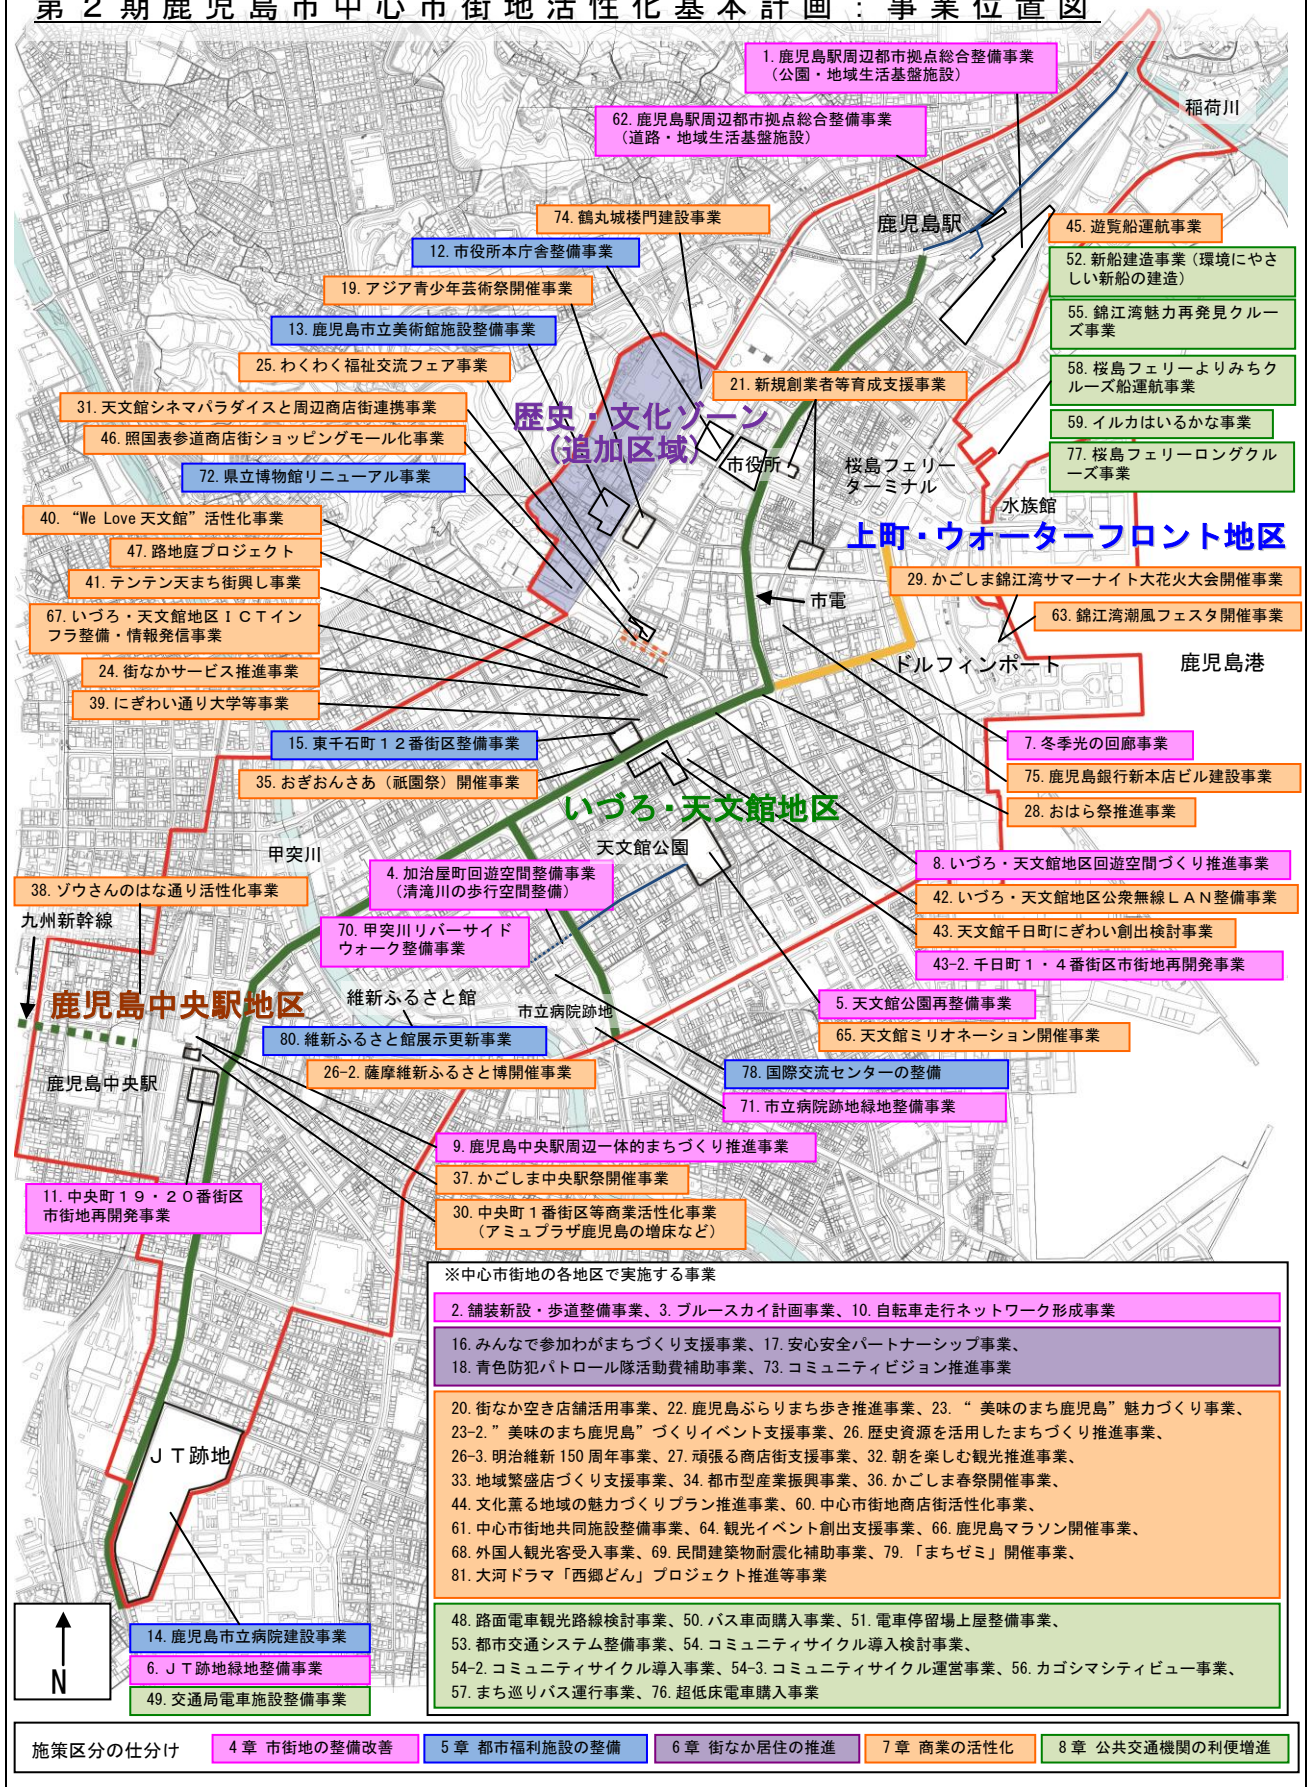 第２期鹿児島市中心市街地活性化基本計画：事業位置図
1. 鹿児島駅周辺都市拠点総合整備事業
（公園・地域生活基盤施設）
稲荷川
62. 鹿児島駅周辺都市拠点総合整備事業
（道路・地域生活基盤施設）
74. 鶴丸城楼門建設事業
鹿児島駅
45. 遊覧船運航事業
12. 市役所本庁舎整備事業
52. 新船建造事業（環境にやさ
しい新船の建造）
19. アジア青少年芸術祭開催事業
55. 錦江湾魅力再発見クルー
ズ事業
13. 鹿児島市立美術館施設整備事業
25. わくわく福祉交流フェア事業
58. 桜島フェリーよりみちク
ルーズ船運航事業
21. 新規創業者等育成支援事業
31. 天文館シネマパラダイスと周辺商店街連携事業
歴史・文化ゾーン
（追加区域）
59. イルカはいるかな事業
46. 照国表参道商店街ショッピングモール化事業
77. 桜島フェリーロングクル
ーズ事業
72. 県立博物館リニューアル事業
市役所
桜島フェリー
ターミナル
水族館
40. “We Love 天文館”活性化事業
上町・ウォーターフロント地区
47. 路地庭プロジェクト
41. テンテン天まち街興し事業
29. かごしま錦江湾サマーナイト大花火大会開催事業
市電
67. いづろ・天文館地区ＩＣＴイン
フラ整備・情報発信事業
63. 錦江湾潮風フェスタ開催事業
24. 街なかサービス推進事業
ドルフィンポート
鹿児島港
39. にぎわい通り大学等事業
15. 東千石町１２番街区整備事業
7. 冬季光の回廊事業
35. おぎおんさあ（祇園祭）開催事業
75. 鹿児島銀行新本店ビル建設事業
いづろ・天文館地区
28. おはら祭推進事業
天文館公園
甲突川
8. いづろ・天文館地区回遊空間づくり推進事業
4. 加治屋町回遊空間整備事業
（清滝川の歩行空間整備）
38. ゾウさんのはな通り活性化事業
42. いづろ・天文館地区公衆無線ＬＡＮ整備事業
九州新幹線
70. 甲突川リバーサイド
ウォーク整備事業
43. 天文館千日町にぎわい創出検討事業
43-2. 千日町１・４番街区市街地再開発事業
鹿児島中央駅地区
維新ふるさと館
市立病院跡地
5. 天文館公園再整備事業
80. 維新ふるさと館展示更新事業
65. 天文館ミリオネーション開催事業
26-2. 薩摩維新ふるさと博開催事業
78. 国際交流センターの整備
鹿児島中央駅
71. 市立病院跡地緑地整備事業
9. 鹿児島中央駅周辺一体的まちづくり推進事業
37. かごしま中央駅祭開催事業
11. 中央町１９・２０番街区
市街地再開発事業
30. 中央町１番街区等商業活性化事業
（アミュプラザ鹿児島の増床など）
※中心市街地の各地区で実施する事業
2. 舗装新設・歩道整備事業、3. ブルースカイ計画事業、10. 自転車走行ネットワーク形成事業
16. みんなで参加わがまちづくり支援事業、17. 安心安全パートナーシップ事業、
18. 青色防犯パトロール隊活動費補助事業、73. コミュニティビジョン推進事業
20. 街なか空き店舗活用事業、22. 鹿児島ぶらりまち歩き推進事業、23. “ 美味のまち鹿児島”魅力づくり事業、
23-2. ”美味のまち鹿児島”づくりイベント支援事業、26. 歴史資源を活用したまちづくり推進事業、
26-3. 明治維新 150 周年事業、27. 頑張る商店街支援事業、32. 朝を楽しむ観光推進事業、
33. 地域繁盛店づくり支援事業、34. 都市型産業振興事業、36. かごしま春祭開催事業、
44. 文化薫る地域の魅力づくりプラン推進事業、60. 中心市街地商店街活性化事業、
61. 中心市街地共同施設整備事業、64. 観光イベント創出支援事業、66. 鹿児島マラソン開催事業、
68. 外国人観光客受入事業、69. 民間建築物耐震化補助事業、79. 「まちゼミ」開催事業、
81. 大河ドラマ「西郷どん」プロジェクト推進等事業
48. 路面電車観光路線検討事業、50. バス車両購入事業、51. 電車停留場上屋整備事業、
53. 都市交通システム整備事業、54. コミュニティサイクル導入検討事業、
54-2. コミュニティサイクル導入事業、54-3. コミュニティサイクル運営事業、56. カゴシマシティビュー事業、
57. まち巡りバス運行事業、76. 超低床電車購入事業
ＪＴ跡地
N
14. 鹿児島市立病院建設事業
6. ＪＴ跡地緑地整備事業
49. 交通局電車施設整備事業
施策区分の仕分け
4 章 市街地の整備改善
5 章 都市福利施設の整備
6 章 街なか居住の推進
7 章 商業の活性化
8 章 公共交通機関の利便増進